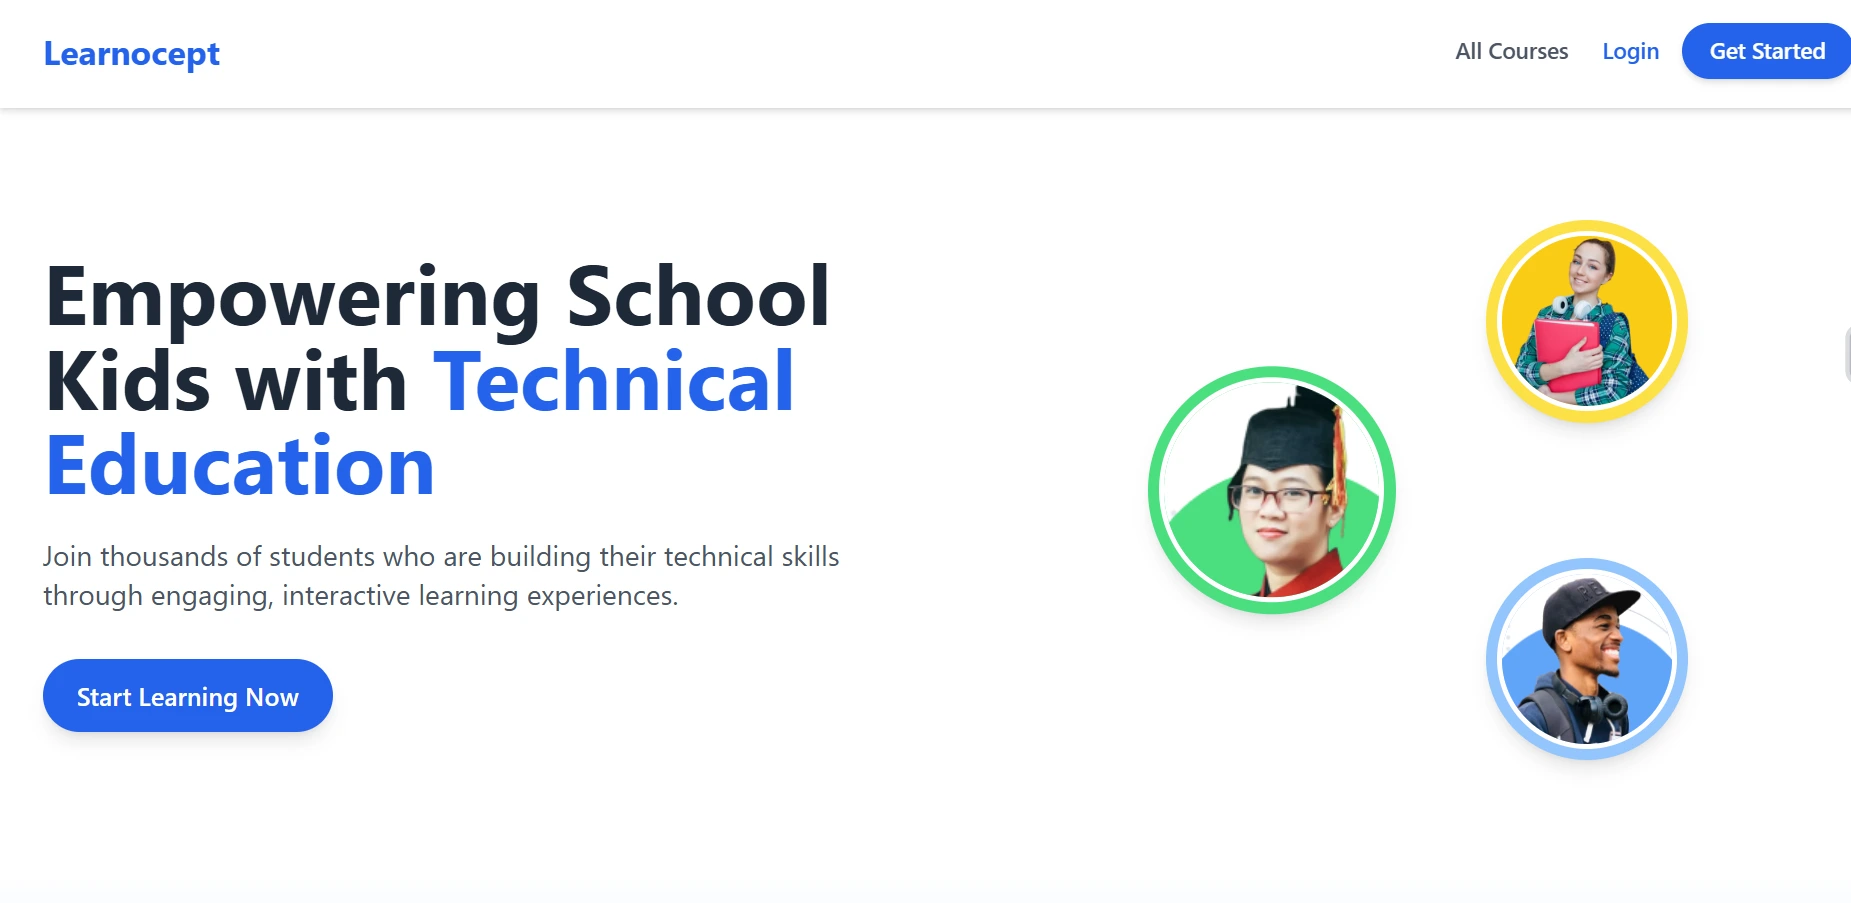 Learnocept
All Courses
Login
Get Started
Empowering School
Kids with Technical
Education
Join thousands of students who are building their technical skills
through engaging, interactive learning experiences.
Start Learning Now